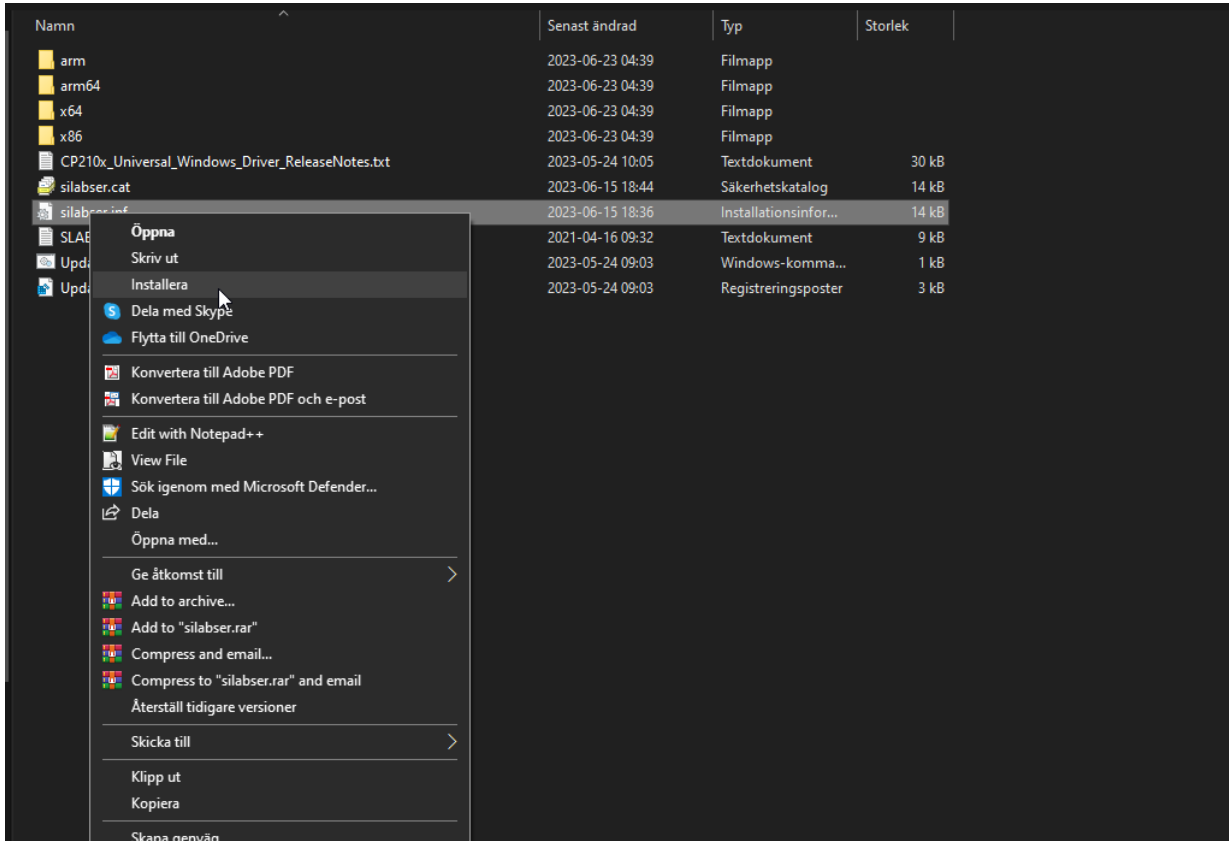 Namn Senast ändrad Typ Storlek
arm 2023-06-23 04:39 Filmapp
arm64 2023-06-23 04:39 Filmapp
x64 2023-06-23 04:39 Filmapp
x86 2023-06-23 04:39 Filmapp
CP210x_Universal_Windows_Driver_ReleaseNotes.txt 2023-05-24 10:05 Textdokument 30 kB
silabser.cat 2023-06-15 18:44 Säkerhetskatalog 14 kB
silabser.inf 2023-06-15 18:36 Installationsinfor... 14 kB
SLAB 2021-04-16 09:32 Textdokument 9 kB
Upda 2023-05-24 09:03 Windows-komma... 1 kB
Upda 2023-05-24 09:03 Registreringsposter 3 kB
Öppna
Skriv ut
Installera
Dela med Skype
Flytta till OneDrive
Konvertera till Adobe PDF
Konvertera till Adobe PDF och e-post
Edit with Notepad++
View File
Sök igenom med Microsoft Defender...
Dela
Öppna med...
Ge åtkomst till
Add to archive...
Add to "silabser.rar"
Compress and email...
Compress to "silabser.rar" and email
Återställ tidigare versioner
Skicka till
Klipp ut
Kopiera
Skapa genväg